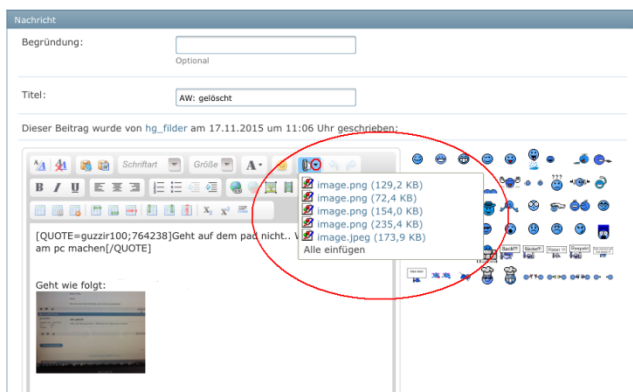 Nachricht
Begründung:
Optional
Titel:
AW: gelöscht
Dieser Beitrag wurde von hg_filder am 17.11.2015 um 11:06 Uhr geschrieben:
Schriftart Größe A
B I U
image.png (129,2 KB)
image.png (72,4 KB)
image.png (154,0 KB)
image.png (235,4 KB)
image.jpeg (173,9 KB)
Alle einfügen
[QUOTE=guzzir100;764238]Geht auf dem pad nicht..
am pc machen[/QUOTE]
Geht wie folgt: